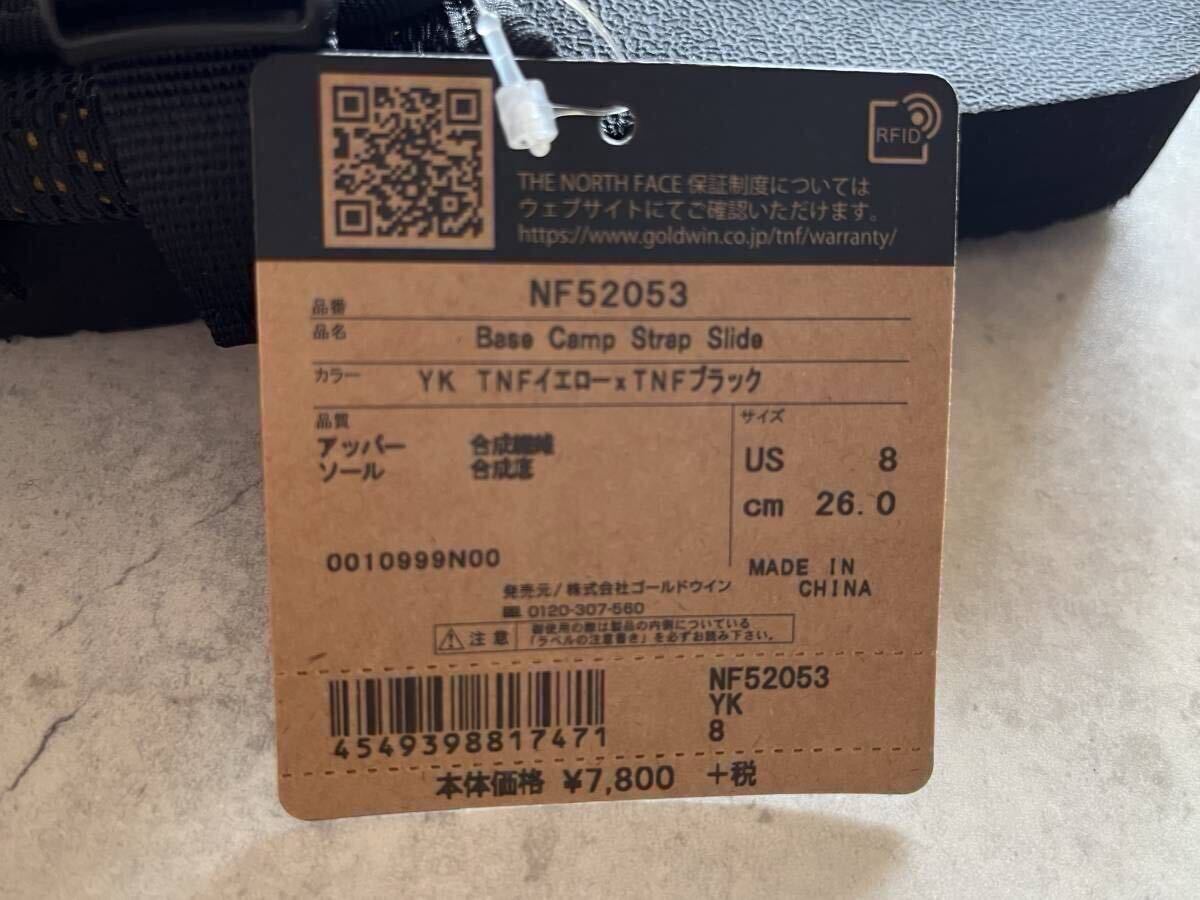 RFID
THE NORTH FACE 保証制度については
ウェブサイトにてご確認いただけます。
https://www.goldwin.co.jp/tnf/warranty/
品番 NF52053
品名 Base Camp Strap Slide
カラー YK TNFイエローxTNFブラック
品質
アッパー 合成繊維
ソール 合成底
サイズ
US 8
cm 26.0
0010999N00
MADE IN
CHINA
発売元/株式会社ゴールドウイン
0120-307-560
注意
御使用の際は製品の内側についている
「ラベルの注意書き」を必ずお読み下さい。
4549398817471
NF52053
YK
8
本体価格 ¥7,800 +税